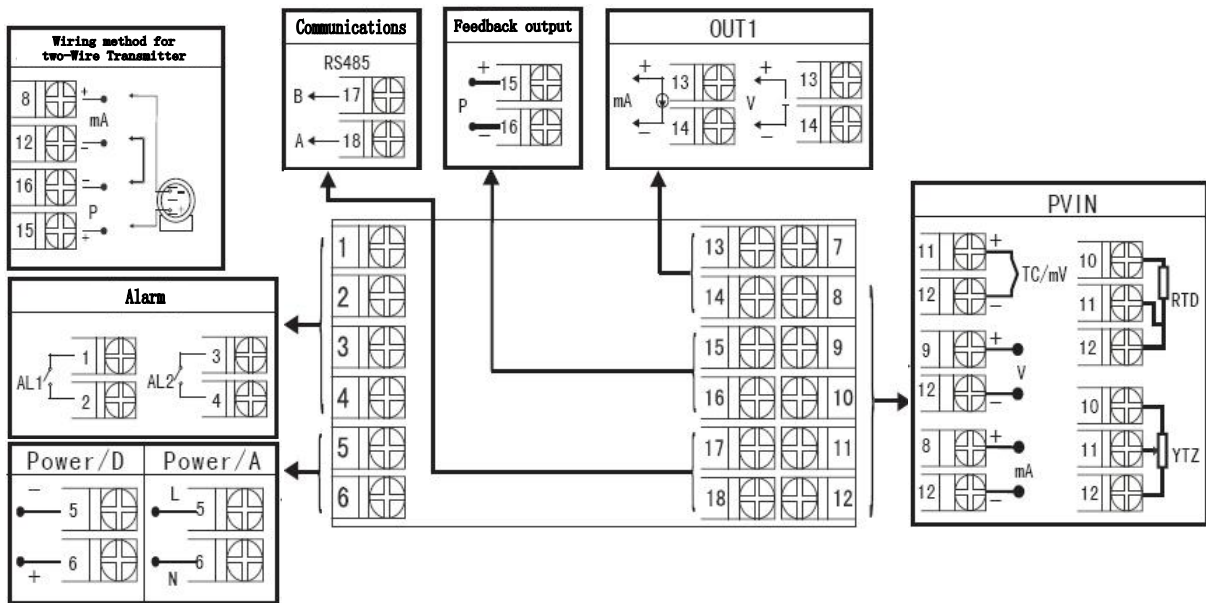 Wiring method for
two-Wire Transmitter
8
+
mA
12
−
16
−
P
15
+
−
+
Communications
RS485
B
17
A
18
Feedback output
+
15
P
16
−
OUT1
+
13
mA
−
14
+
13
V
−
14
Alarm
AL1
1
2
AL2
3
4
Power/D
−
5
6
+
Power/A
L
5
6
N
1
2
3
4
5
6
13
7
14
8
15
9
16
10
17
11
18
12
PVIN
11
+
TC/mV
12
−
9
+
V
12
−
8
+
mA
12
−
10
11
RTD
12
10
11
YTZ
12